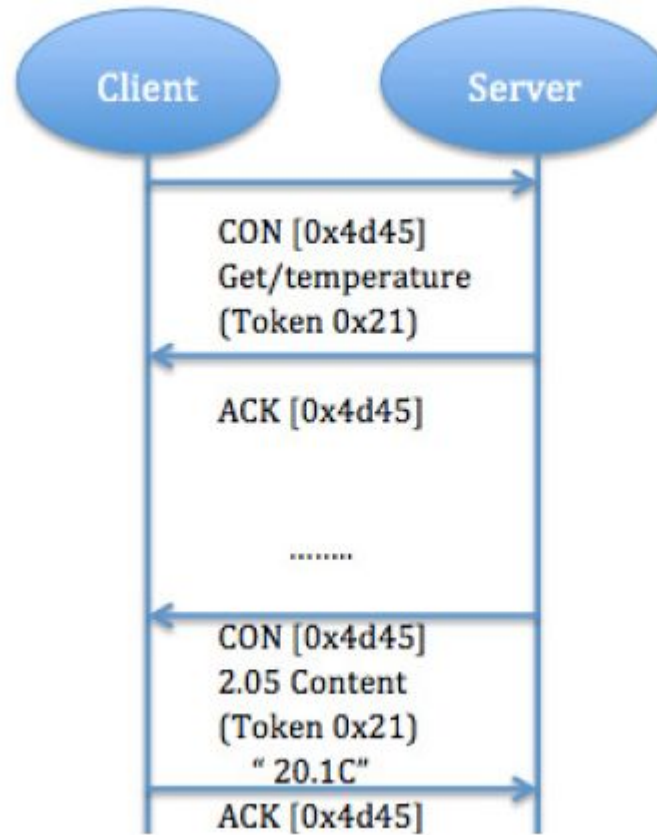 Client
Server
CON [0x4d45]
Get/temperature
(Token 0x21)
ACK [0x4d45]
........
CON [0x4d45]
2.05 Content
(Token 0x21)
“ 20.1C”
ACK [0x4d45]